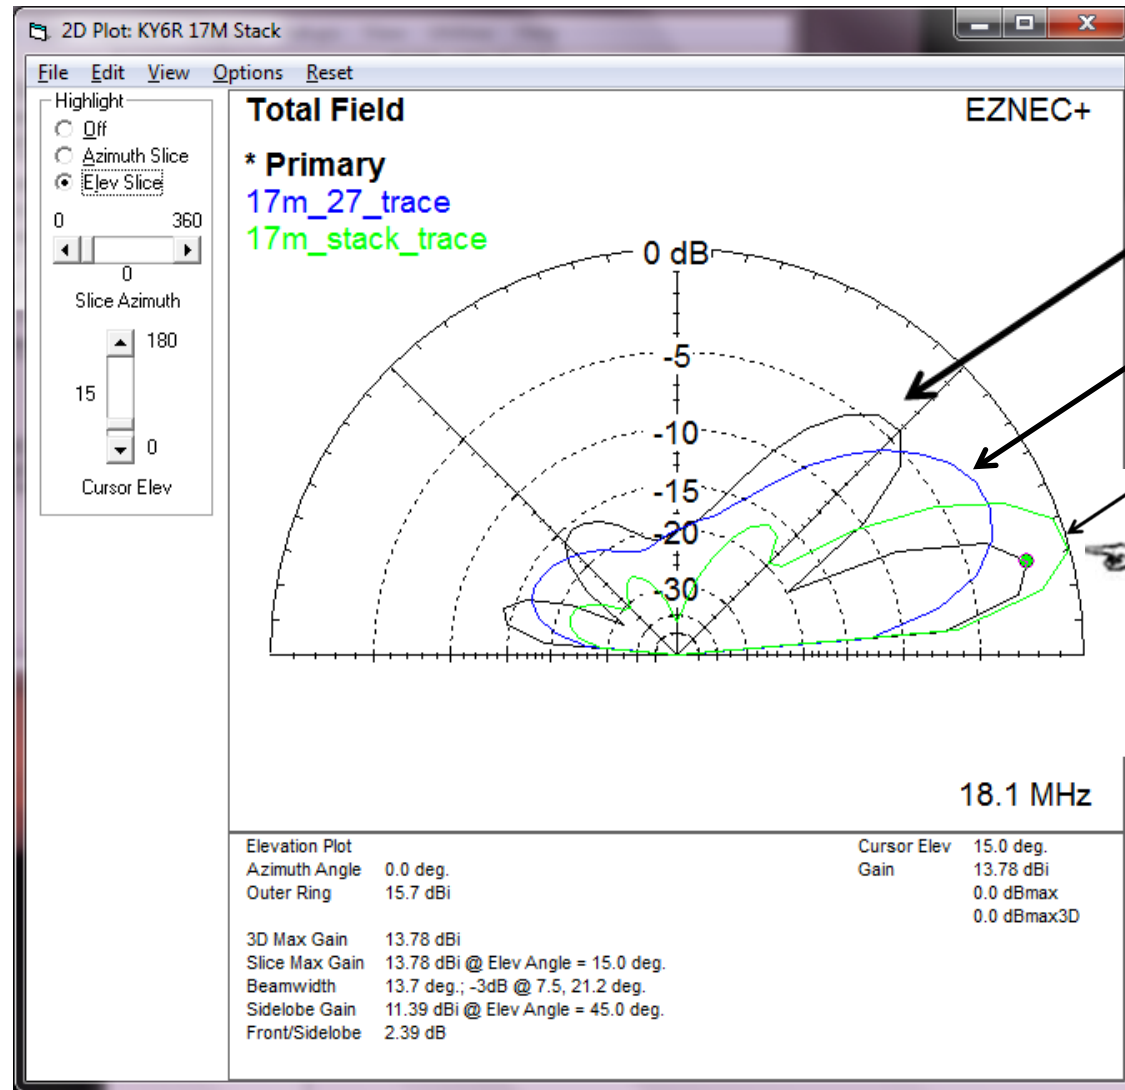 2D Plot: KY6R 17M Stack
File Edit View Options Reset
Highlight
Off
Azimuth Slice
Elev Slice
0 360
0
Slice Azimuth
180
15
0
Cursor Elev
Total Field EZNEC+
* Primary
17m_27_trace
17m_stack_trace
0 dB
-5
-10
-15
-20
-30
18.1 MHz
Elevation Plot Cursor Elev 15.0 deg.
Azimuth Angle 0.0 deg. Gain 13.78 dBi
Outer Ring 15.7 dBi 0.0 dBmax
0.0 dBmax3D
3D Max Gain 13.78 dBi
Slice Max Gain 13.78 dBi @ Elev Angle = 15.0 deg.
Beamwidth 13.7 deg.; -3dB @ 7.5, 21.2 deg.
Sidelobe Gain 11.39 dBi @ Elev Angle = 45.0 deg.
Front/Sidelobe 2.39 dB